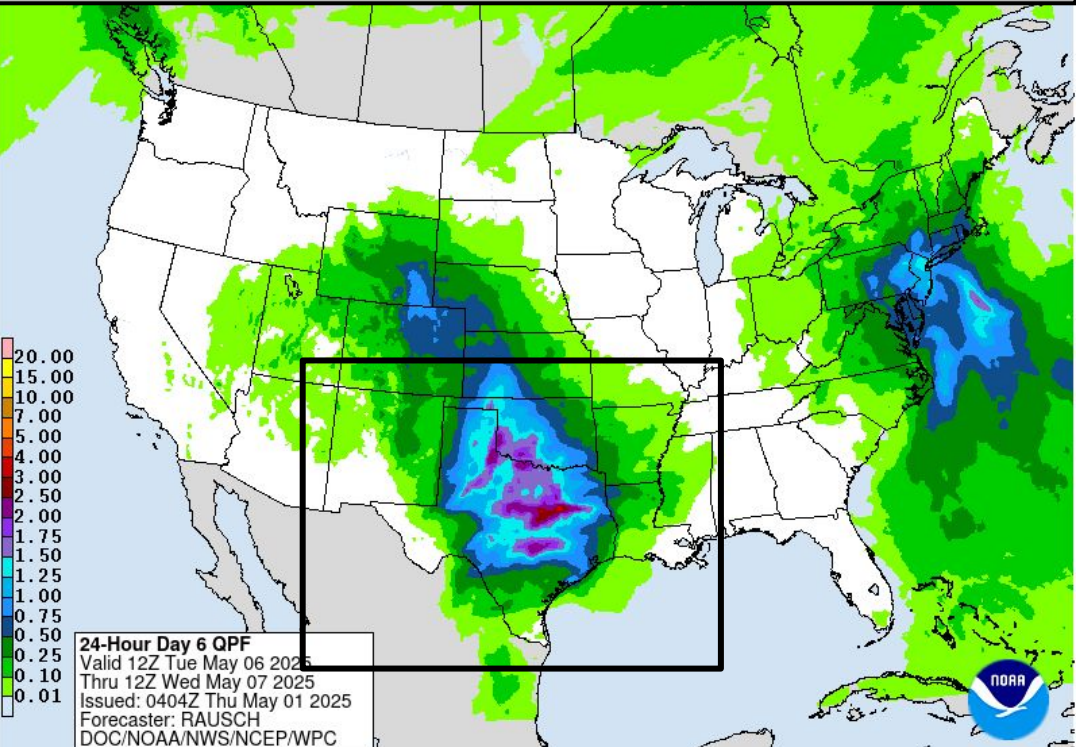 20.00
15.00
10.00
7.00
5.00
4.00
3.00
2.50
2.00
1.75
1.50
1.25
1.00
0.75
0.50
0.25
0.10
0.01
24-Hour Day 6 QPF
Valid 12Z Tue May 06 2025
Thru 12Z Wed May 07 2025
Issued: 0404Z Thu May 01 2025
Forecaster: RAUSCH
DOC/NOAA/NWS/NCEP/WPC
NOAA